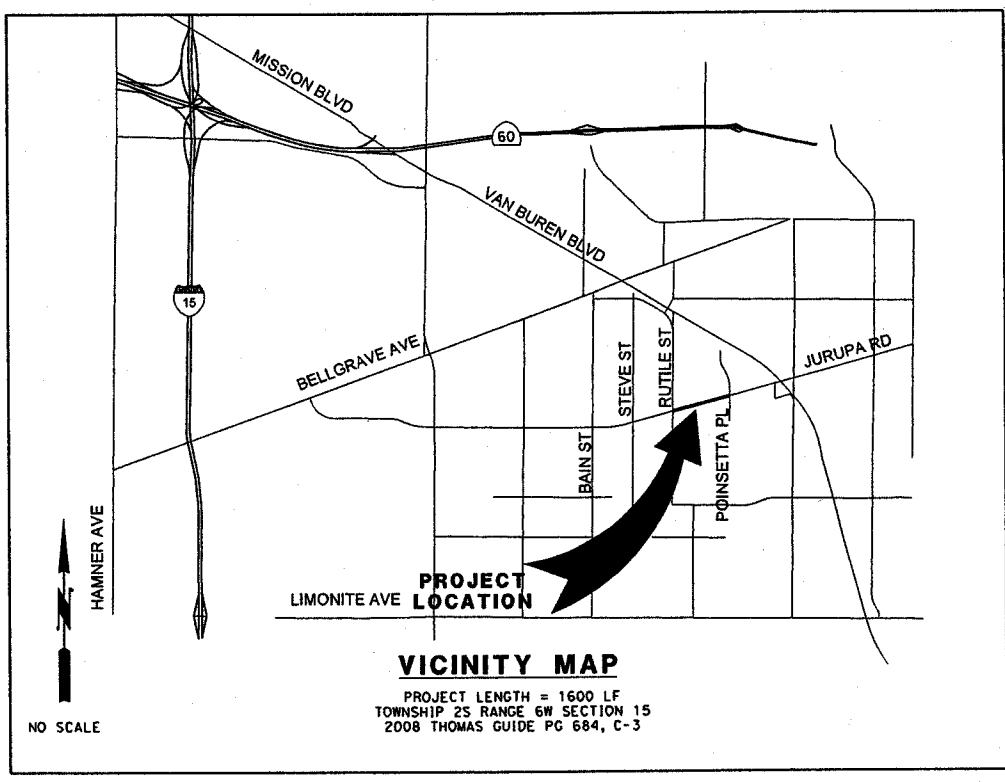 MISSION BLVD
60
VAN BUREN BLVD
15
BELLGRAVE AVE
JURUPA RD
STEVE ST
RUTILE ST
BAIN ST
POINSETTA PL
HAMNER AVE
N
PROJECT
LOCATION
LIMONITE AVE
VICINITY MAP
PROJECT LENGTH = 1600 LF
TOWNSHIP 2S RANGE 6W SECTION 15
2008 THOMAS GUIDE PG 684, C-3
NO SCALE